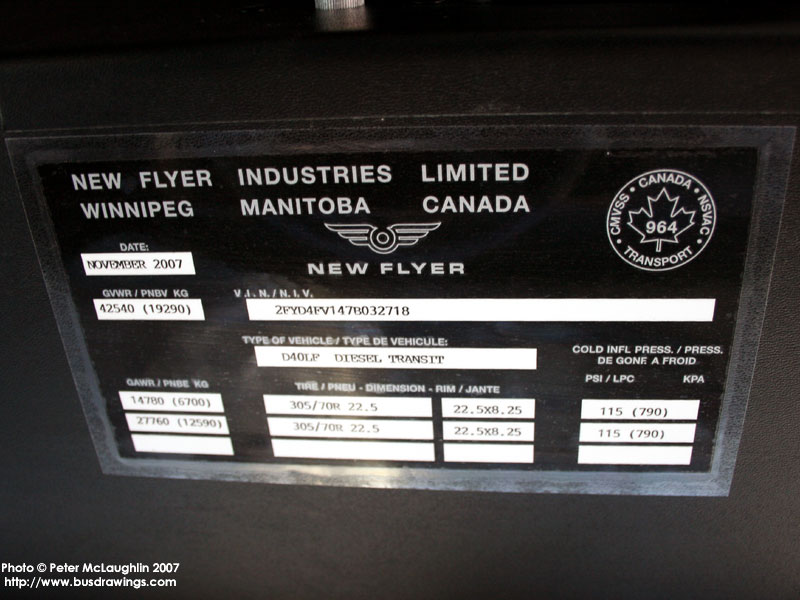 NEW FLYER INDUSTRIES LIMITED
WINNIPEG MANITOBA CANADA
CMVSS • CANADA • NSVAC • TRANSPORT •
964
NEW FLYER
DATE:
NOVEMBER 2007
GVWR / PNBV KG
42540 (19290)
V.I.N. / N.I.V.
2FYD4FV147B032718
TYPE OF VEHICLE / TYPE DE VEHICULE:
D40LF DIESEL TRANSIT
COLD INFL PRESS. / PRESS.
DE GONF A FROID
PSI / LPC KPA
GAWR / PNBE KG
TIRE / PNEU - DIMENSION - RIM / JANTE
14780 (6700) 305/70R 22.5 22.5X8.25 115 (790)
27760 (12590) 305/70R 22.5 22.5X8.25 115 (790)
Photo © Peter McLaughlin 2007
http://www.busdrawings.com